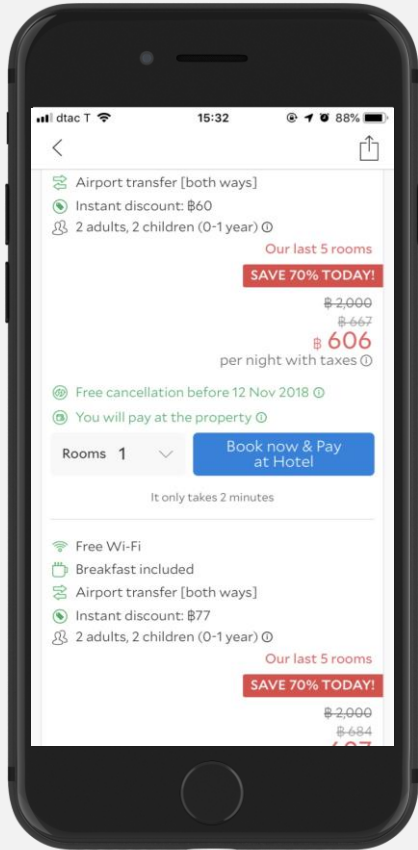 dtac T 15:32 88%
Airport transfer [both ways]
Instant discount: ฿60
2 adults, 2 children (0-1 year)
Our last 5 rooms
SAVE 70% TODAY!
฿ 2,000
฿ 667
฿ 606
per night with taxes
Free cancellation before 12 Nov 2018
You will pay at the property
Rooms 1
Book now & Pay
at Hotel
It only takes 2 minutes
Free Wi-Fi
Breakfast included
Airport transfer [both ways]
Instant discount: ฿77
2 adults, 2 children (0-1 year)
Our last 5 rooms
SAVE 70% TODAY!
฿ 2,000
฿ 684